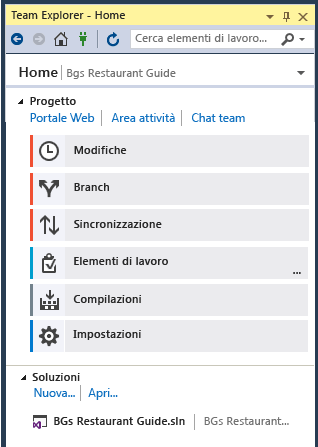 Team Explorer - Home
Cerca elementi di lavoro...
Home | Bgs Restaurant Guide
Progetto
Portale Web | Area attività | Chat team
Modifiche
Branch
Sincronizzazione
Elementi di lavoro
...
Compilazioni
Impostazioni
Soluzioni
Nuova... | Apri...
BGs Restaurant Guide.sln | BGs Restaurant...